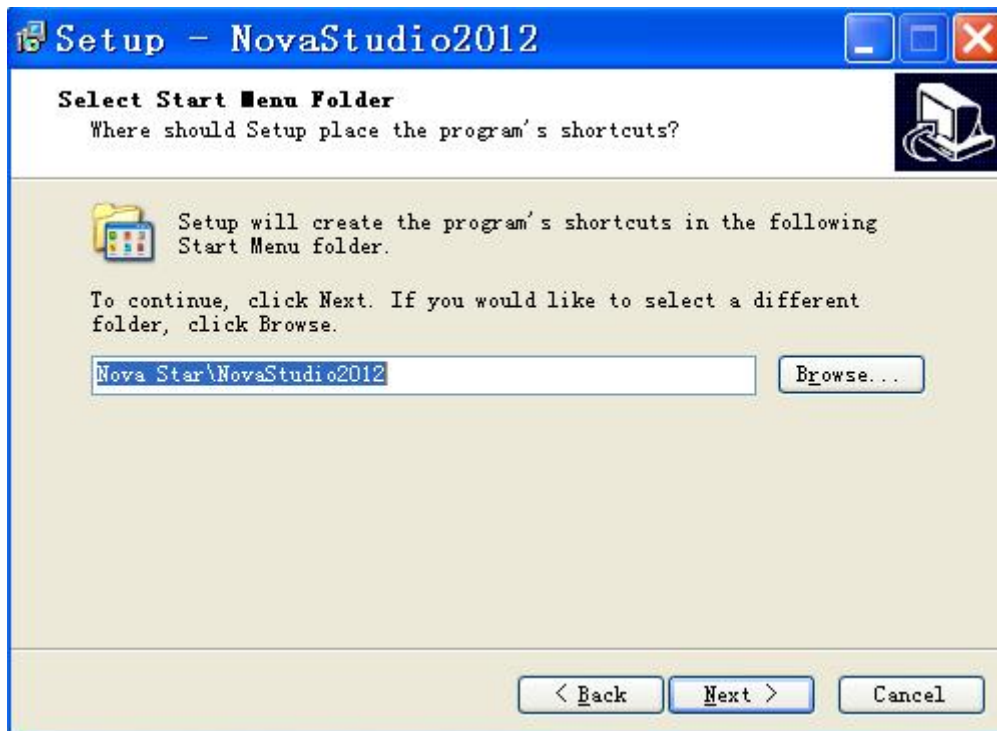 Setup - NovaStudio2012
Select Start Menu Folder
Where should Setup place the program's shortcuts?
Setup will create the program's shortcuts in the following
Start Menu folder.
To continue, click Next. If you would like to select a different
folder, click Browse.
Nova Star\NovaStudio2012
Browse...
< Back
Next >
Cancel